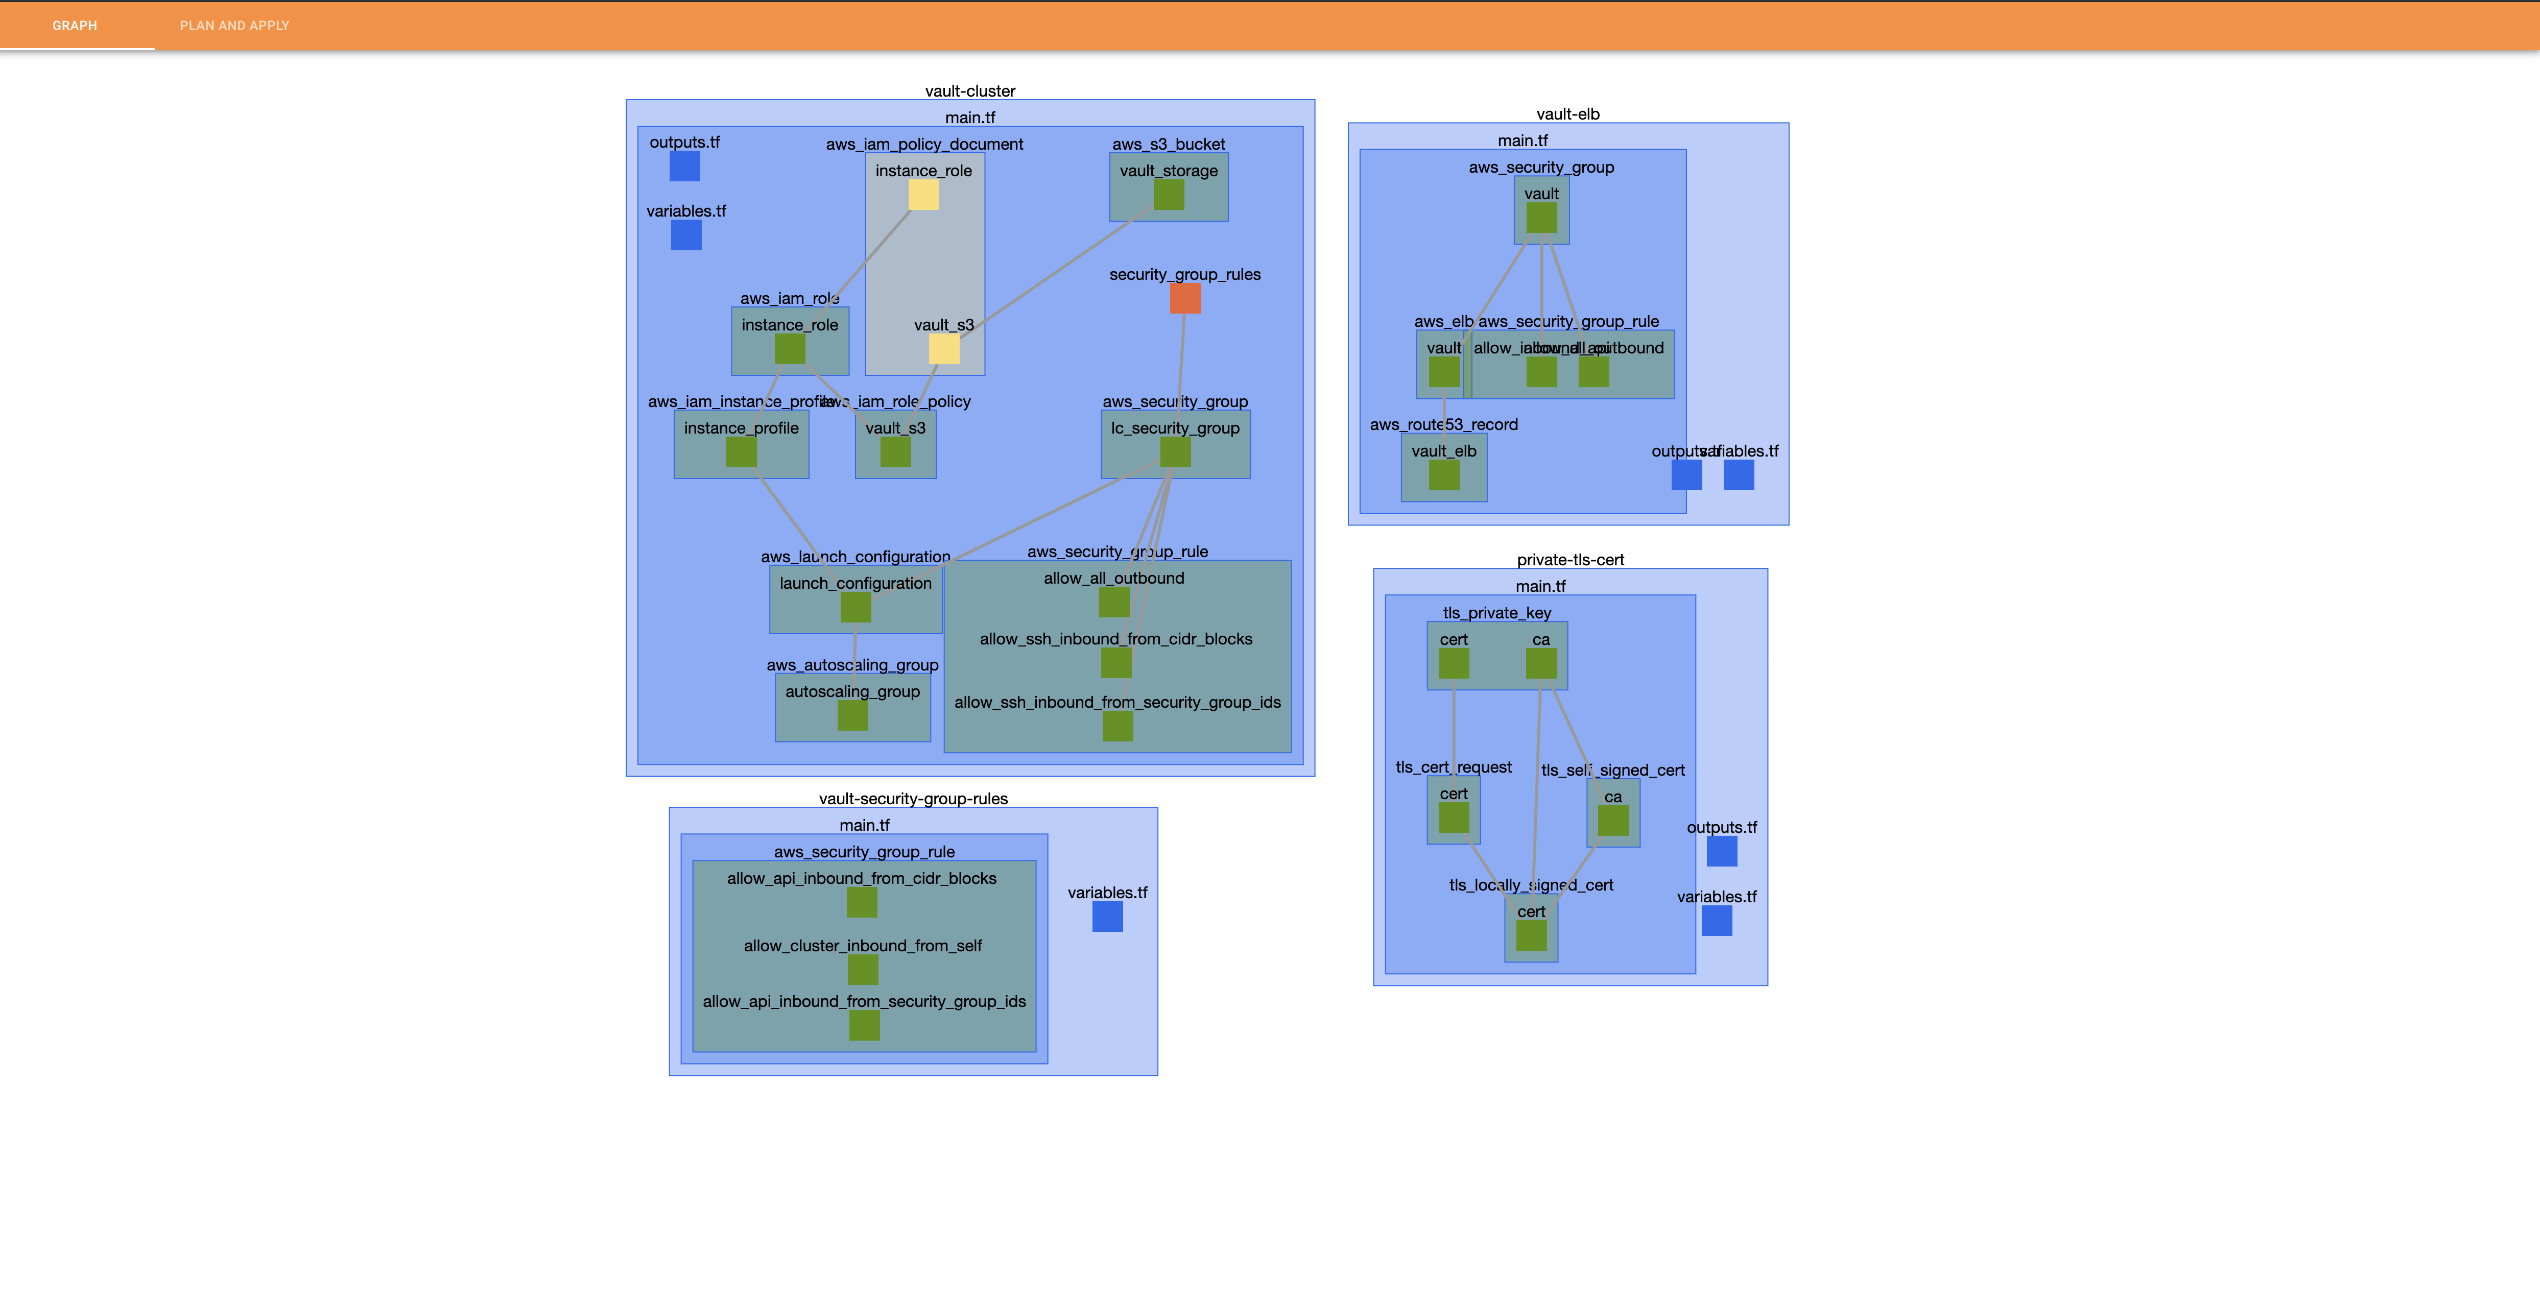 GRAPH
PLAN AND APPLY
vault-cluster
main.tf
outputs.tf
variables.tf
aws_iam_policy_document
instance_role
aws_s3_bucket
vault_storage
security_group_rules
aws_iam_role
instance_role
vault_s3
aws_iam_instance_profile
instance_profile
aws_iam_role_policy
vault_s3
aws_security_group
lc_security_group
aws_launch_configuration
launch_configuration
aws_security_group_rule
allow_all_outbound
allow_ssh_inbound_from_cidr_blocks
allow_ssh_inbound_from_security_group_ids
aws_autoscaling_group
autoscaling_group
vault-security-group-rules
main.tf
aws_security_group_rule
allow_api_inbound_from_cidr_blocks
allow_cluster_inbound_from_self
allow_api_inbound_from_security_group_ids
variables.tf
vault-elb
main.tf
aws_security_group
vault
aws_elb
vault
aws_security_group_rule
allow_inbound_api
allow_all_outbound
aws_route53_record
vault_elb
outputs.tf
variables.tf
private-tls-cert
main.tf
tls_private_key
cert
ca
tls_cert_request
cert
tls_self_signed_cert
ca
tls_locally_signed_cert
cert
outputs.tf
variables.tf